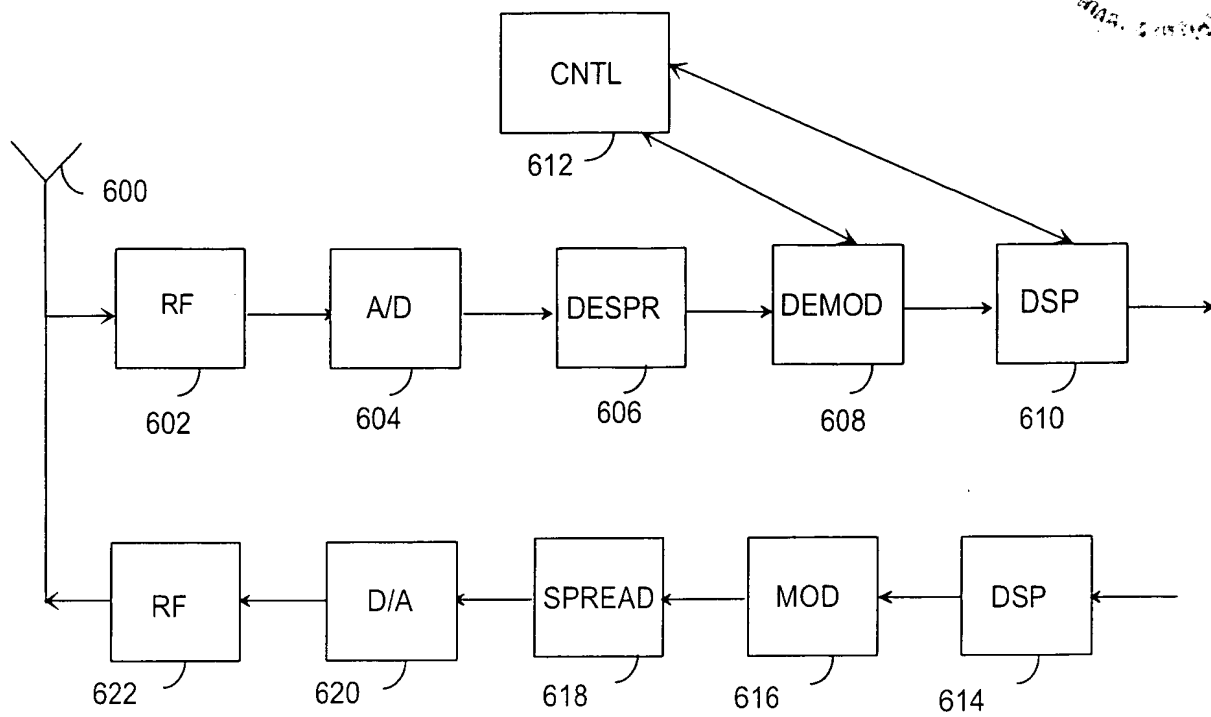 CNTL
612
600
RF
A/D
DESPR
DEMOD
DSP
602
604
606
608
610
RF
D/A
SPREAD
MOD
DSP
622
620
618
616
614